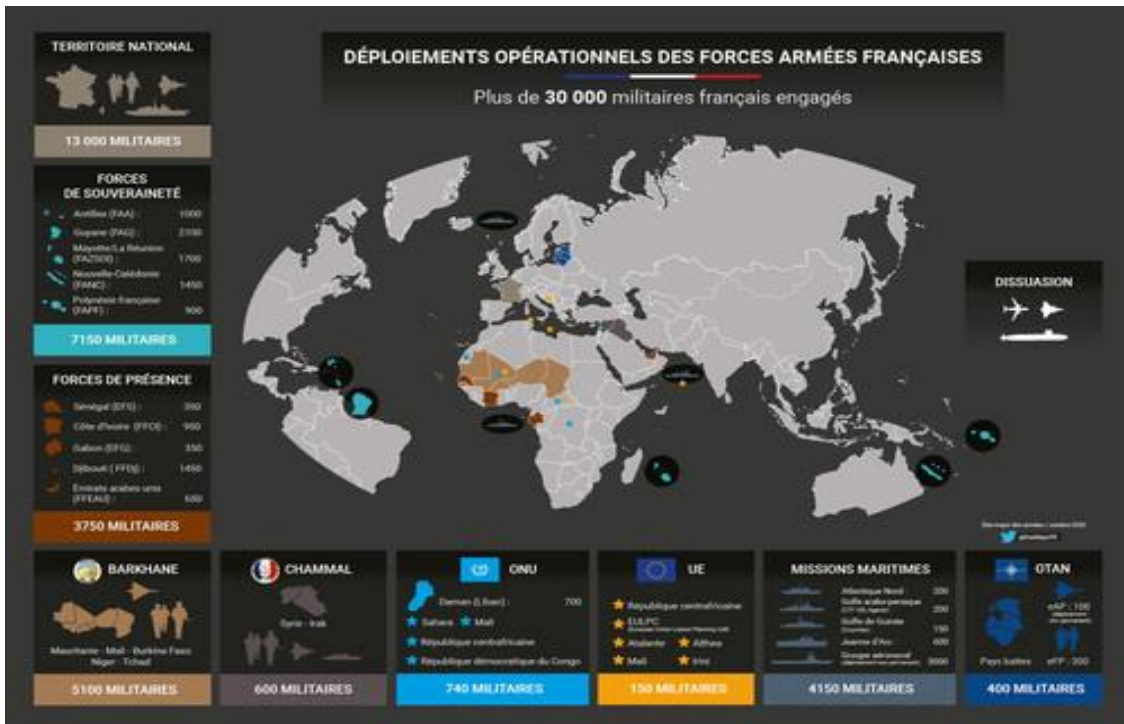 DÉPLOIEMENTS OPÉRATIONNELS DES FORCES ARMÉES FRANÇAISES
Plus de 30 000 militaires français engagés
TERRITOIRE NATIONAL
13 000 MILITAIRES
FORCES
DE SOUVERAINETÉ
Antilles (FAA) : 1000
Guyane (FAG) : 2100
Mayotte/La Réunion
(FAZSOI) : 1700
Nouvelle-Calédonie
(FANC) : 1450
Polynésie française
(FAPF) : 900
7150 MILITAIRES
FORCES DE PRÉSENCE
Sénégal (EFS) :
Côte d'Ivoire (FFCI) : 950
Gabon (EFG) : 350
Djibouti ( FFDj) : 1450
Emirats arabes unis
(FFEAU) :
3750 MILITAIRES
DISSUASION
BARKHANE
Mauritanie - Mali - Burkina Faso
Niger - Tchad
5100 MILITAIRES
CHAMMAL
Syrie - Irak
600 MILITAIRES
ONU
Daman (Liban) : 700
Sahara Mali
République centrafricaine
République démocratique du Congo
740 MILITAIRES
UE
République centrafricaine
EULPC
Atalante Althea
Mali Irini
150 MILITAIRES
MISSIONS MARITIMES
Atlantique Nord : 200
Golfe arabo-persique 200
Golfe de Guinée 150
Jeanne d'Arc : 400
Groupe aéronaval 3000
4150 MILITAIRES
OTAN
eAP : 100
Pays baltes eFP : 300
400 MILITAIRES